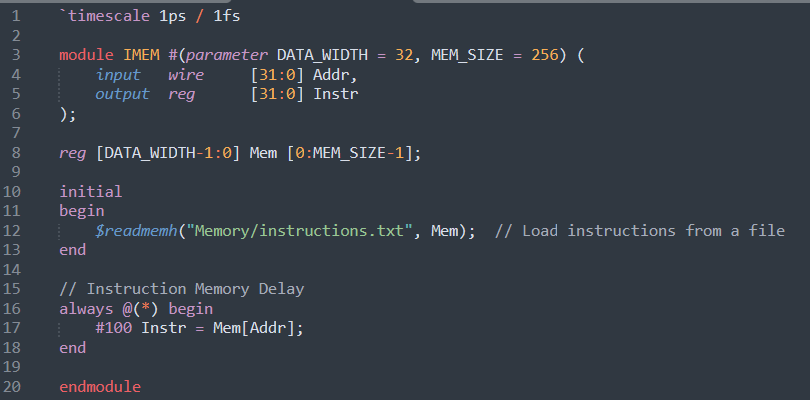 1 `timescale 1ps / 1fs
2
3 module IMEM #(parameter DATA_WIDTH = 32, MEM_SIZE = 256) (
4     input   wire     [31:0] Addr,
5     output  reg      [31:0] Instr
6 );
7
8 reg [DATA_WIDTH-1:0] Mem [0:MEM_SIZE-1];
9
10 initial
11 begin
12     $readmemh("Memory/instructions.txt", Mem);  // Load instructions from a file
13 end
14
15 // Instruction Memory Delay
16 always @(*) begin
17     #100 Instr = Mem[Addr];
18 end
19
20 endmodule